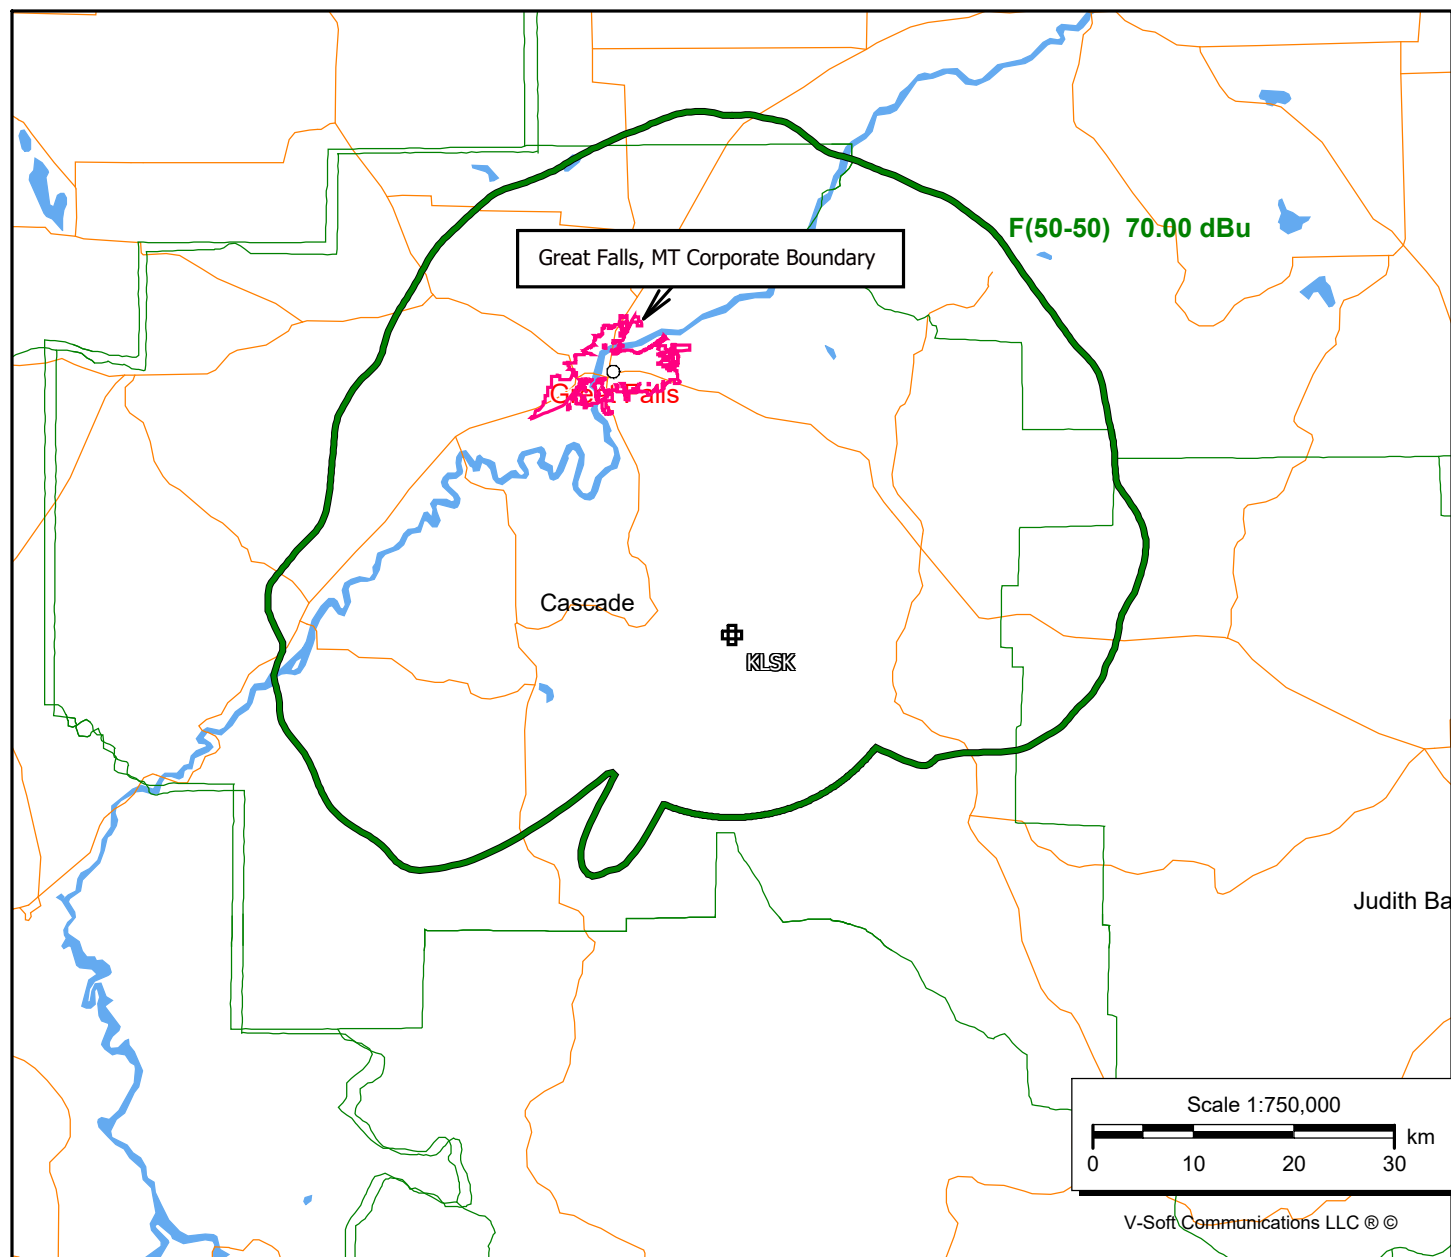 F(50-50) 70.00 dBu
Great Falls, MT Corporate Boundary
Great Falls
Cascade
KLSK
Judith Ba
Scale 1:750,000
km
0 10 20 30
V-Soft Communications LLC ® ©